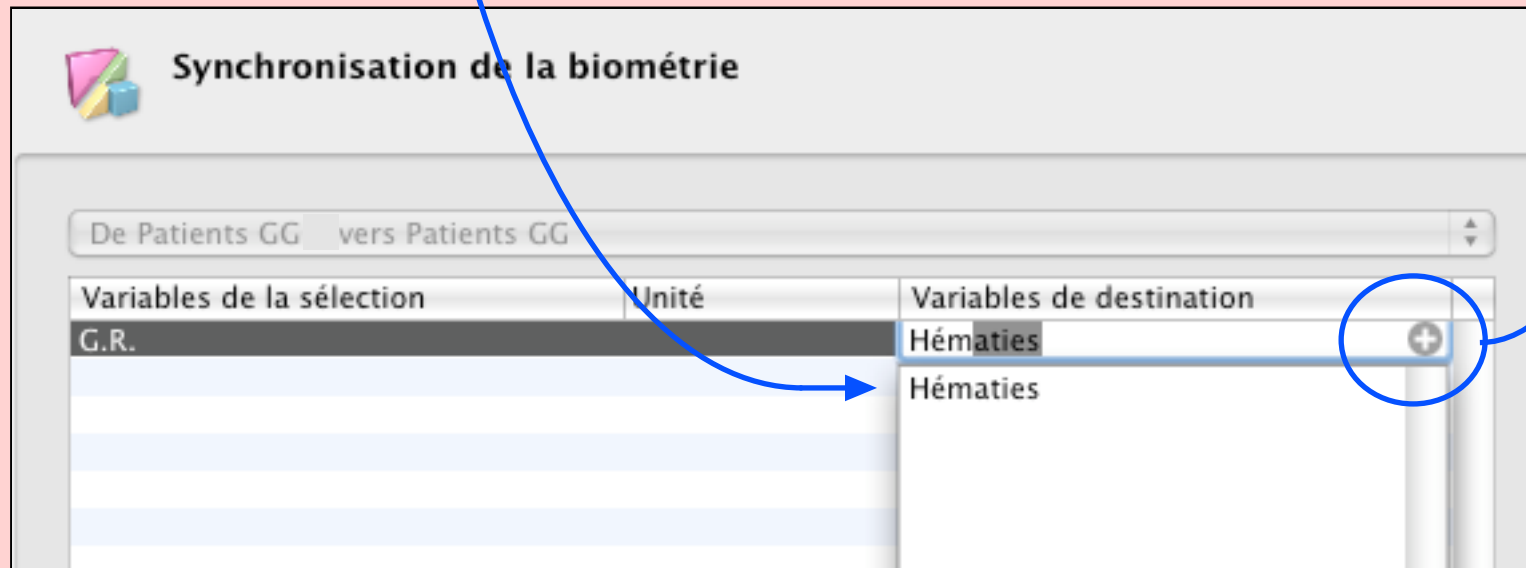 Synchronisation de la biométrie
De Patients GG vers Patients GG
Variables de la sélection Unité Variables de destination
G.R. Hématies
Hématies